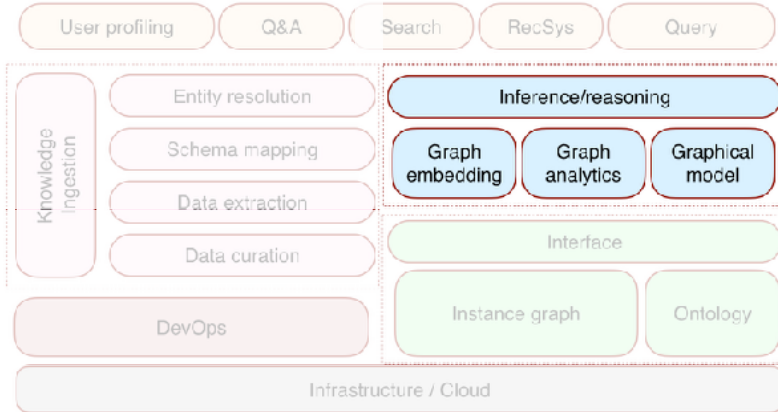 User profiling
Q&A
Search
RecSys
Query
Knowledge
Ingestion
Entity resolution
Schema mapping
Data extraction
Data curation
Inference/reasoning
Graph
embedding
Graph
analytics
Graphical
model
Interface
Instance graph
Ontology
DevOps
Infrastructure / Cloud